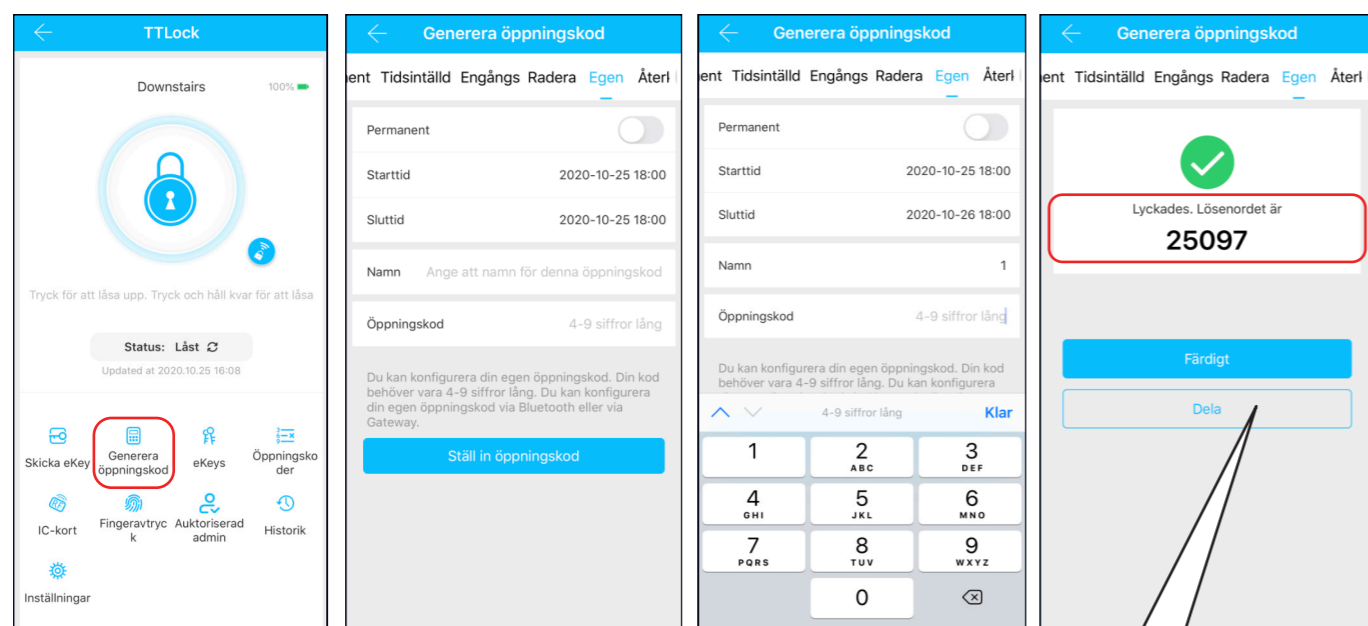 TTLock
Downstairs
100%
Tryck för att låsa upp. Tryck och håll kvar för att låsa
Status: Låst
Updated at 2020.10.25 16:08
Skicka eKey
Generera
öppningskod
eKeys
Öppningsko
der
IC-kort
Fingeravtryc
k
Auktoriserad
admin
Historik
Inställningar
Generera öppningskod
ent Tidsintälld Engångs Radera Egen Återl
Permanent
Starttid 2020-10-25 18:00
Sluttid 2020-10-25 18:00
Namn Ange att namn för denna öppningskod
Öppningskod 4-9 siffror lång
Du kan konfigurera din egen öppningskod. Din kod
behöver vara 4-9 siffror lång. Du kan konfigurera
din egen öppningskod via Bluetooth eller via
Gateway.
Ställ in öppningskod
Generera öppningskod
ent Tidsintälld Engångs Radera Egen Återl
Permanent
Starttid 2020-10-25 18:00
Sluttid 2020-10-26 18:00
Namn 1
Öppningskod 4-9 siffror lång
Du kan konfigurera din egen öppningskod. Din kod
behöver vara 4-9 siffror lång. Du kan konfigurera
4-9 siffror lång Klar
1 2 3
ABC DEF
4 5 6
GHI JKL MNO
7 8 9
PQRS TUV WXYZ
0
Generera öppningskod
ent Tidsintälld Engångs Radera Egen Återl
Lyckades. Lösenordet är
25097
Färdigt
Dela